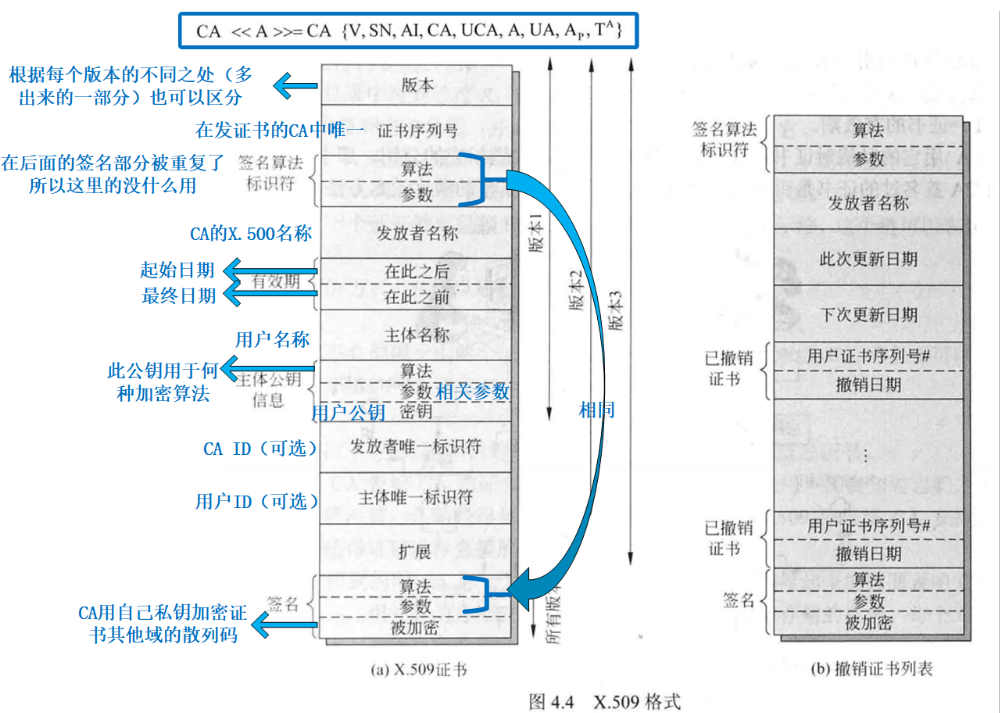 CA << A >>= CA {V, SN, AI, CA, UCA, A, UA, Aₚ, Tᴬ}
根据每个版本的不同之处（多
出来的一部分）也可以区分
版本
在发证书的CA中唯一
证书序列号
在后面的签名部分被重复了
所以这里的没什么用
签名算法
标识符
算法
参数
CA的X.500名称
发放者名称
起始日期
最终日期
有效期
在此之后
在此之前
用户名称
主体名称
此公钥用于何
种加密算法
主体公钥
信息
算法
参数
相关参数
用户公钥
密钥
CA ID（可选）
发放者唯一标识符
用户ID（可选）
主体唯一标识符
扩展
签名
算法
参数
被加密
CA用自己私钥加密证
书其他域的散列码
版本1
版本2
版本3
相同
所有版本
(a) X.509证书
签名算法
标识符
算法
参数
发放者名称
此次更新日期
下次更新日期
已撤销
证书
用户证书序列号#
撤销日期
⋮
已撤销
证书
用户证书序列号#
撤销日期
签名
算法
参数
被加密
(b) 撤销证书列表
图 4.4 X.509 格式